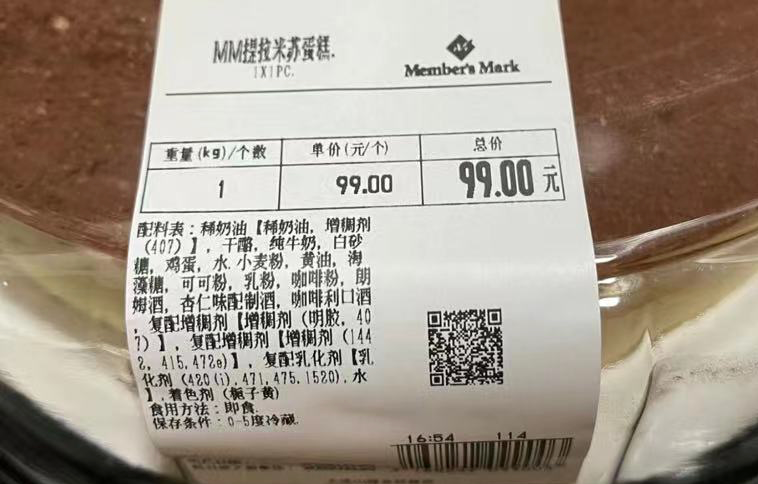 MM提拉米苏蛋糕.
1X1PC.
Member's Mark
重量(kg)/个数 单价(元/个) 总价
1 99.00 99.00 元
配料表：稀奶油【稀奶油，增稠剂
（407）】，干酪，纯牛奶，白砂
糖，鸡蛋，水.小麦粉，黄油，海
藻糖，可可粉，乳粉，咖啡粉，朗
姆酒，杏仁味配制酒，咖啡利口酒
，复配增稠剂【增稠剂（明胶，40
7）】，复配增稠剂【增稠剂（144
2，415,472e）】，复配乳化剂【乳
化剂（420(i),471,475,1520），水
】，着色剂（栀子黄）
食用方法：即食.
保存条件：0-5度冷藏.
16:54 114